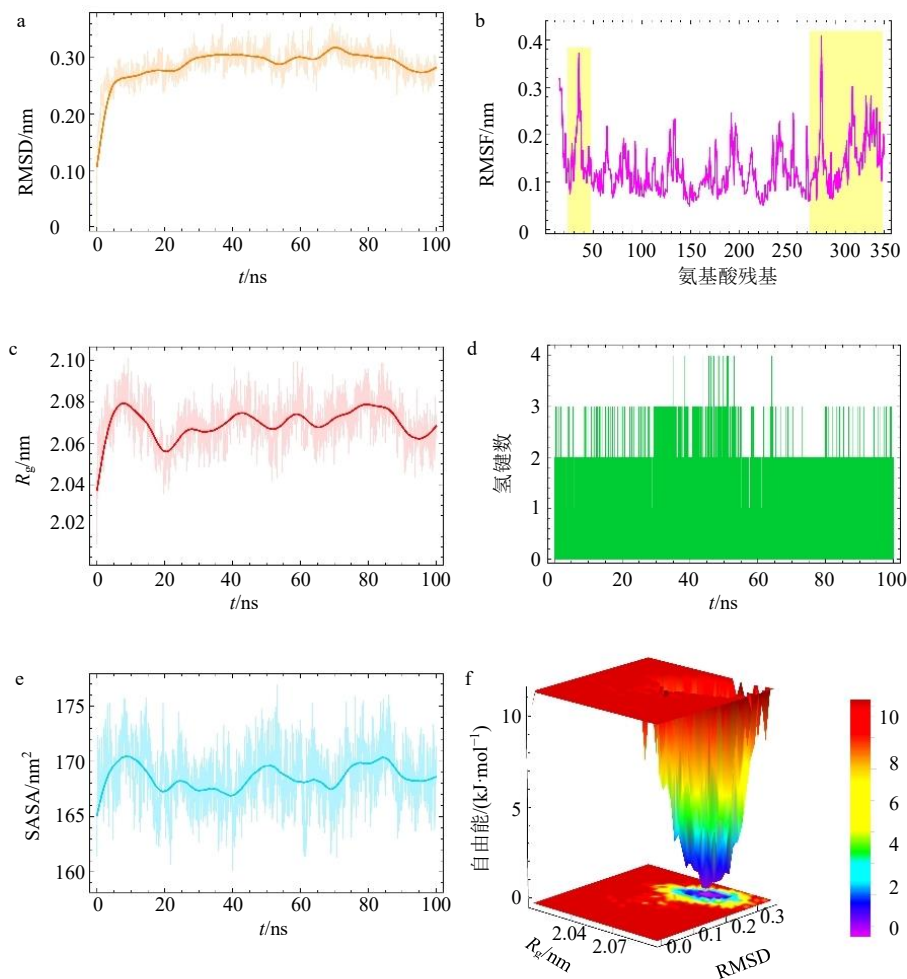 a
RMSD/nm
0.30
0.20
0.10
0
0 20 40 60 80 100
t/ns
b
RMSF/nm
0.4
0.3
0.2
0.1
0
50 100 150 200 250 300 350
氨基酸残基
c
Rg/nm
2.10
2.08
2.06
2.04
2.02
0 20 40 60 80 100
t/ns
d
氢键数
4
3
2
1
0
0 20 40 60 80 100
t/ns
e
SASA/nm²
175
170
165
160
0 20 40 60 80 100
t/ns
f
自由能/(kJ·mol⁻¹)
10
5
0
2.04 2.07
Rg/nm
0.0 0.1 0.2 0.3
RMSD
10
8
6
4
2
0